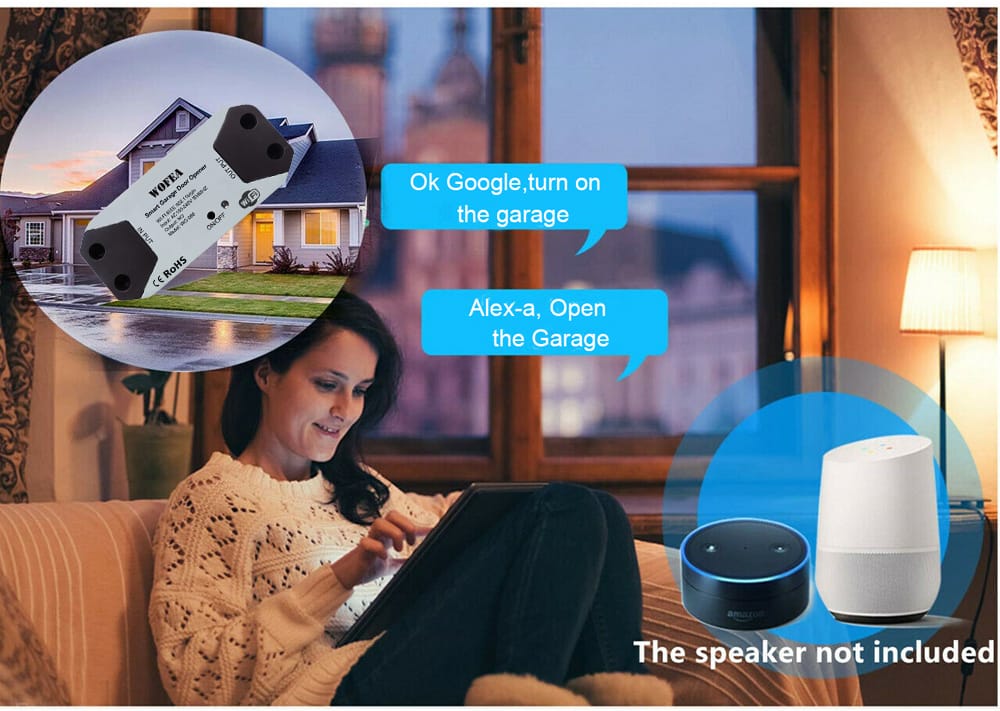 WOFEA
Smart Garage Door Opener
OUTPUT
INPUT
ON/OFF
WiFi
CE RoHS
Ok Google,turn on
the garage
Alex-a, Open
the Garage
amazon
The speaker not included